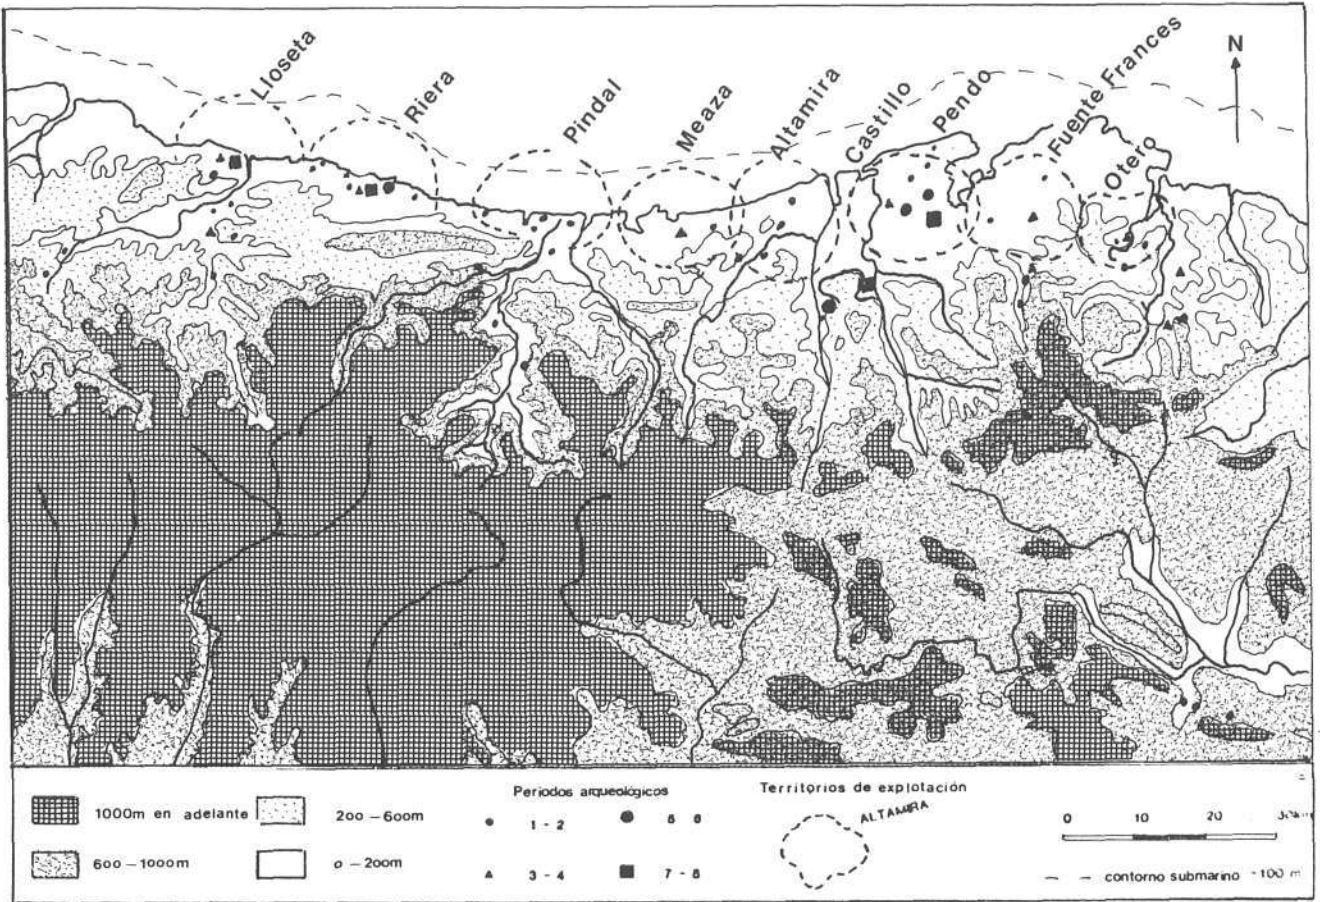 Lloseta
Riera
Pindal
Meaza
Altamira
Castillo
Pendo
Fuente Frances
Otero
N
1000m en adelante
200 – 600m
600 – 1000m
0 – 200m
Periodos arqueológicos
1 - 2
3 - 4
7 - 8
Territorios de explotación
ALTAMIRA
0 10 20
contorno submarino -100 m